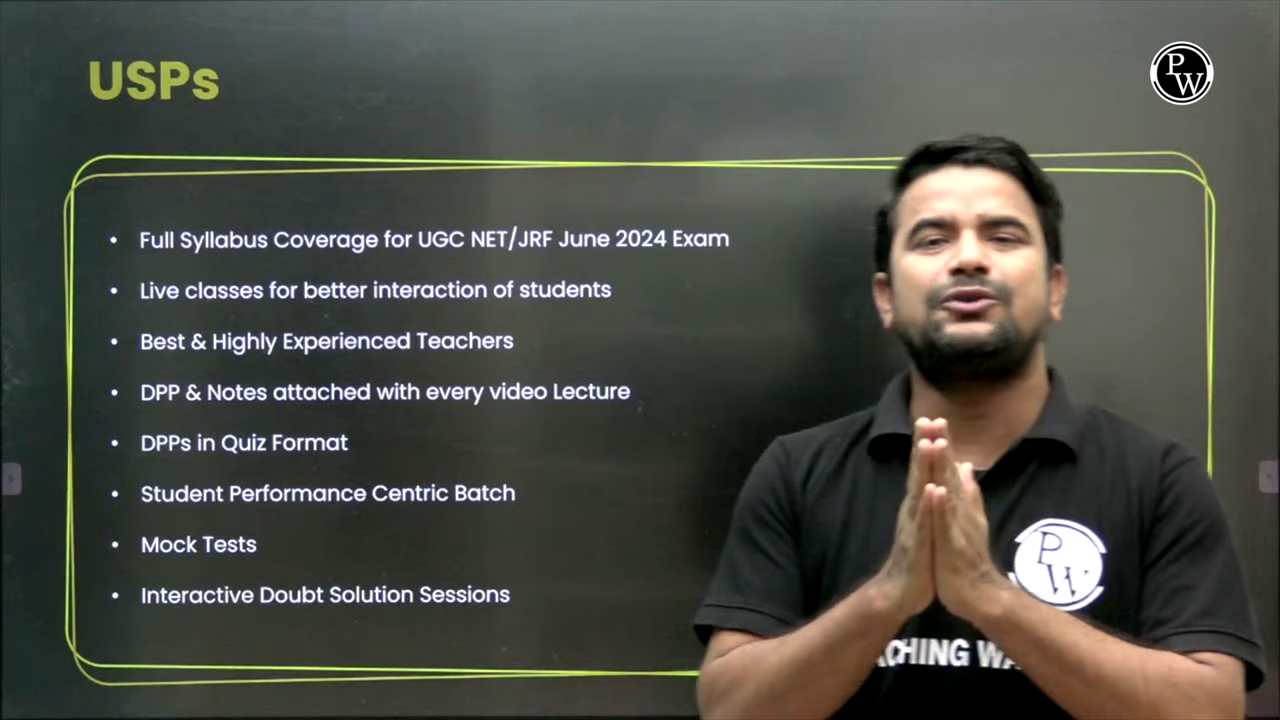 USPs
PW
• Full Syllabus Coverage for UGC NET/JRF June 2024 Exam
• Live classes for better interaction of students
• Best & Highly Experienced Teachers
• DPP & Notes attached with every video Lecture
• DPPs in Quiz Format
• Student Performance Centric Batch
• Mock Tests
• Interactive Doubt Solution Sessions
PW
ACHING WA